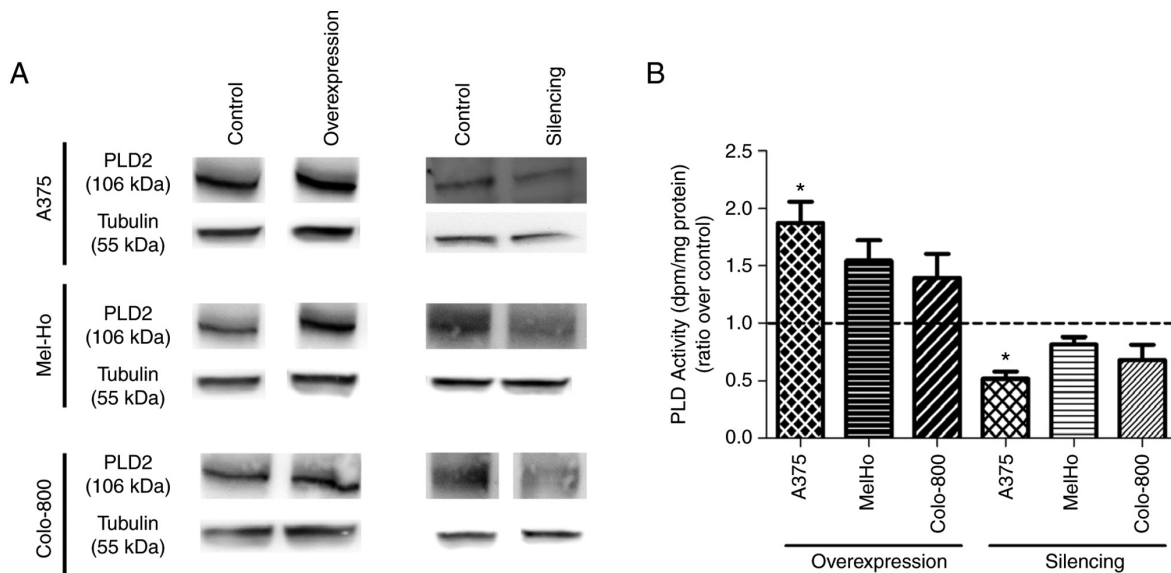 A
Control
Overexpression
Control
Silencing
A375
PLD2
(106 kDa)
Tubulin
(55 kDa)
Mel-Ho
PLD2
(106 kDa)
Tubulin
(55 kDa)
Colo-800
PLD2
(106 kDa)
Tubulin
(55 kDa)
B
PLD Activity (dpm/mg protein)
(ratio over control)
2.5
2.0
1.5
1.0
0.5
0.0
*
*
A375
MelHo
Colo-800
A375
MelHo
Colo-800
Overexpression
Silencing